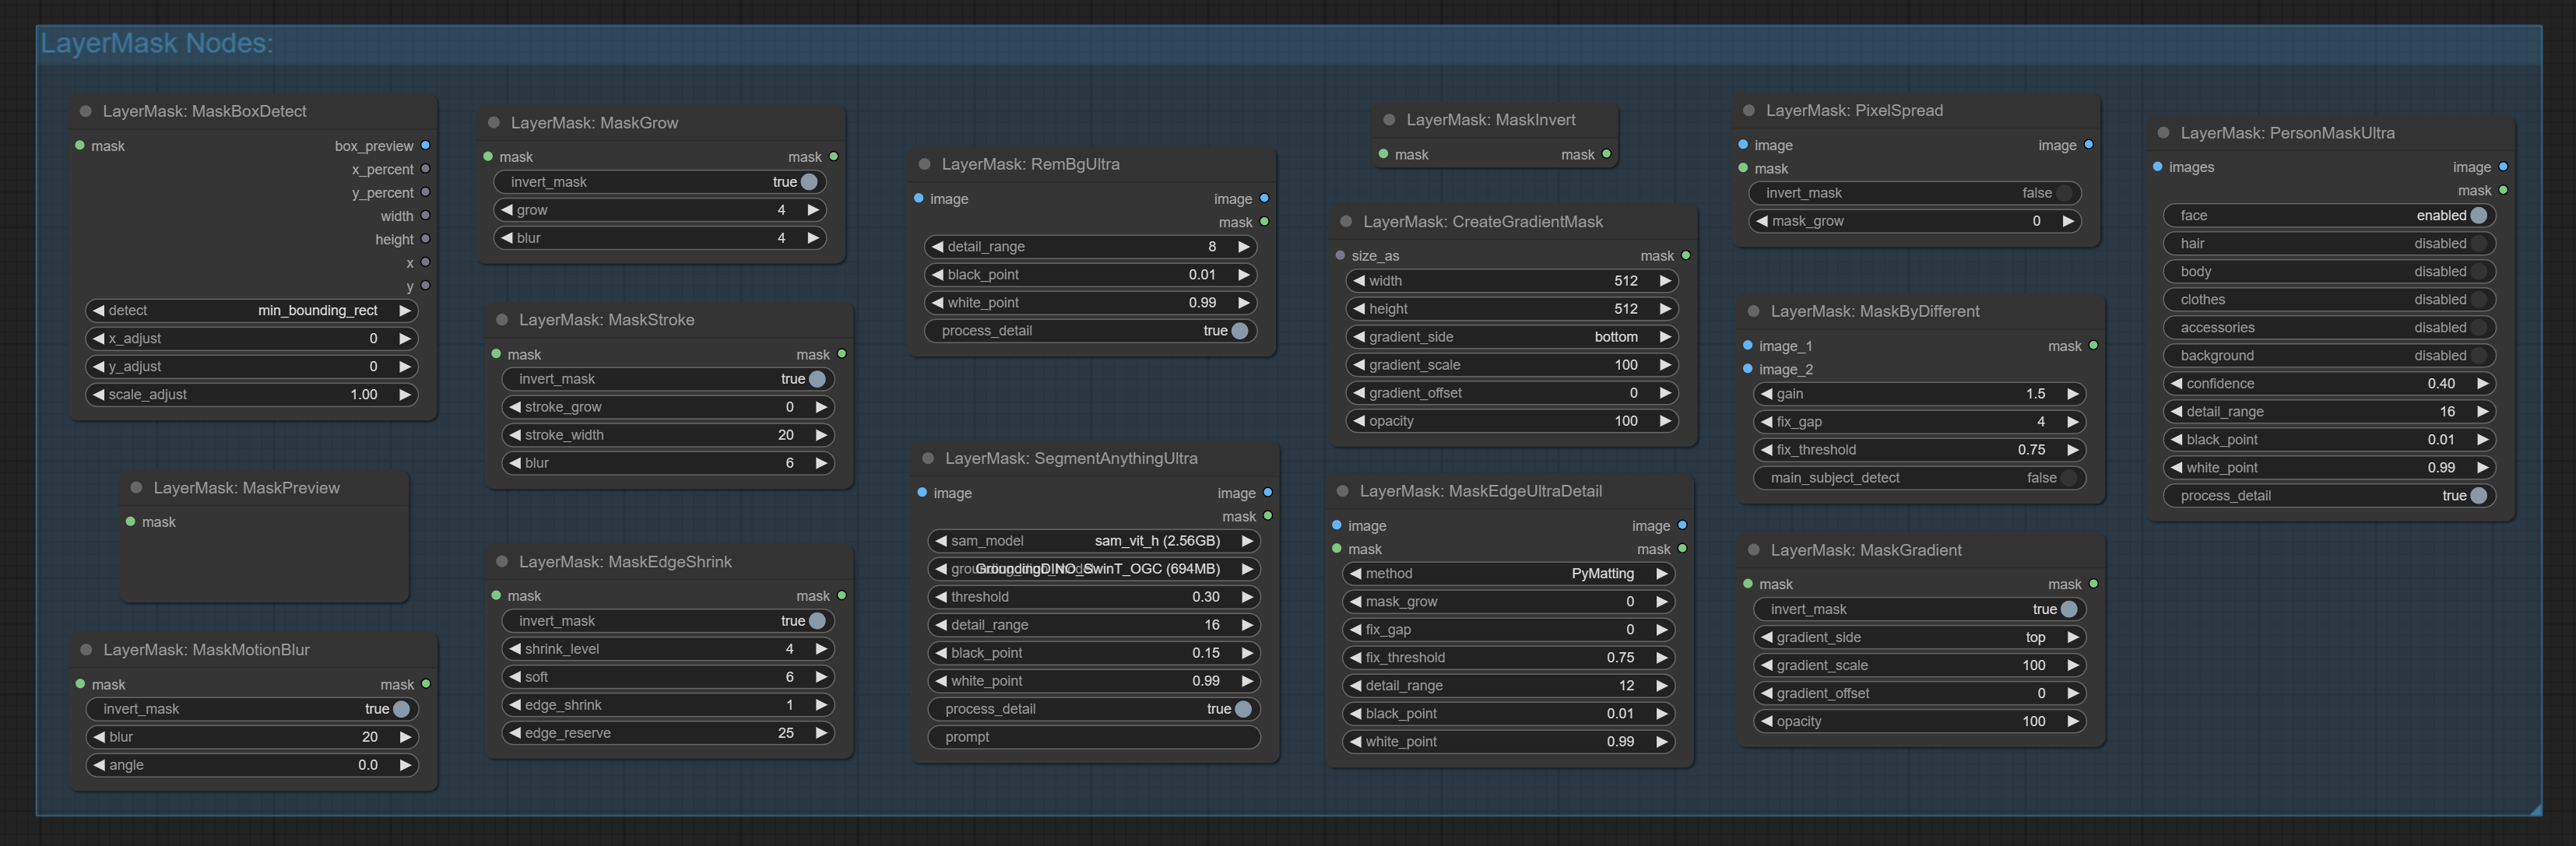 LayerMask Nodes:
LayerMask: MaskBoxDetect
mask box_preview
x_percent
y_percent
width
height
x
y
detect min_bounding_rect
x_adjust 0
y_adjust 0
scale_adjust 1.00
LayerMask: MaskPreview
mask
LayerMask: MaskMotionBlur
mask mask
invert_mask true
blur 20
angle 0.0
LayerMask: MaskGrow
mask mask
invert_mask true
grow 4
blur 4
LayerMask: MaskStroke
mask mask
invert_mask true
stroke_grow 0
stroke_width 20
blur 6
LayerMask: MaskEdgeShrink
mask mask
invert_mask true
shrink_level 4
soft 6
edge_shrink 1
edge_reserve 25
LayerMask: RemBgUltra
image image
mask
detail_range 8
black_point 0.01
white_point 0.99
process_detail true
LayerMask: SegmentAnythingUltra
image image
mask
sam_model sam_vit_h (2.56GB)
GroundingDINO_SwinT_OGC (694MB)
threshold 0.30
detail_range 16
black_point 0.15
white_point 0.99
process_detail true
prompt
LayerMask: MaskInvert
mask mask
LayerMask: CreateGradientMask
size_as mask
width 512
height 512
gradient_side bottom
gradient_scale 100
gradient_offset 0
opacity 100
LayerMask: MaskEdgeUltraDetail
image image
mask mask
method PyMatting
mask_grow 0
fix_gap 0
fix_threshold 0.75
detail_range 12
black_point 0.01
white_point 0.99
LayerMask: PixelSpread
image image
mask
invert_mask false
mask_grow 0
LayerMask: MaskByDifferent
image_1 mask
image_2
gain 1.5
fix_gap 4
fix_threshold 0.75
main_subject_detect false
LayerMask: MaskGradient
mask mask
invert_mask true
gradient_side top
gradient_scale 100
gradient_offset 0
opacity 100
LayerMask: PersonMaskUltra
images image
mask
face enabled
hair disabled
body disabled
clothes disabled
accessories disabled
background disabled
confidence 0.40
detail_range 16
black_point 0.01
white_point 0.99
process_detail true